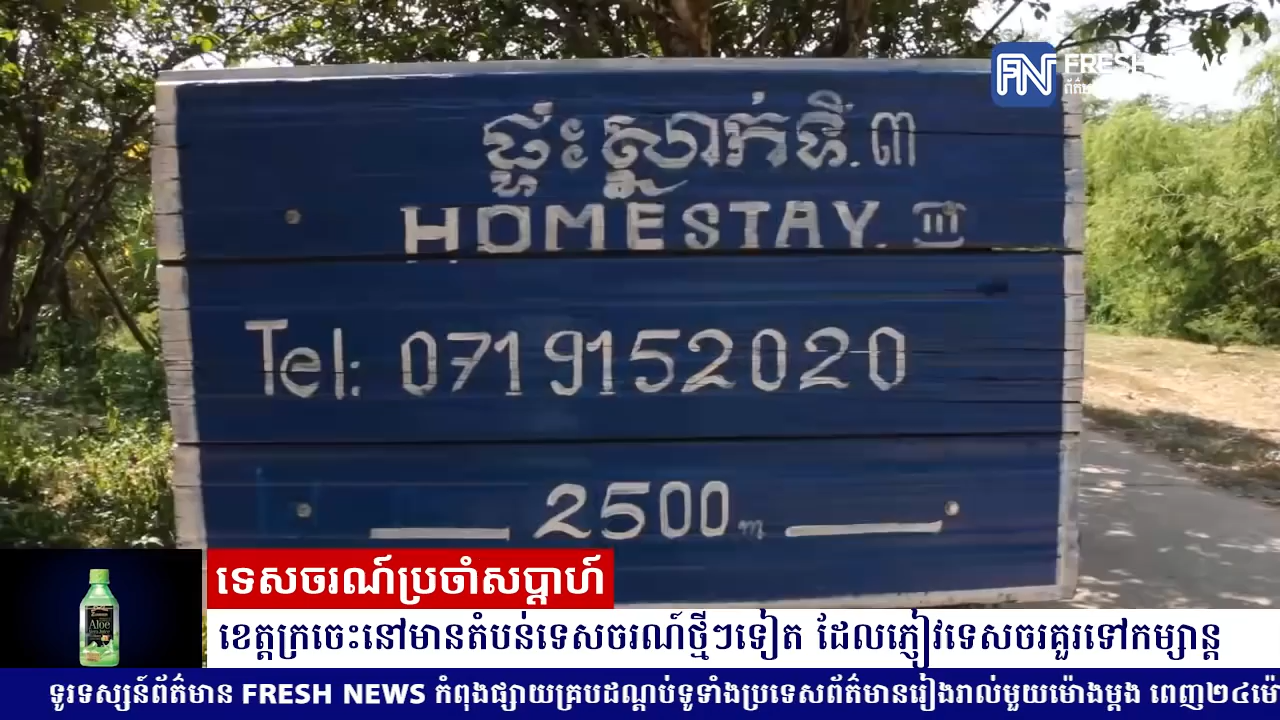 FRESH NEWS
ផ្ទះស្នាក់ទី.៣
HOMESTAY. III
Tel: 0719152020
2500 m
Aloe
ទេសចរណ៍ប្រចាំសប្តាហ៍
ខេត្តក្រចេះនៅមានតំបន់ទេសចរណ៍ថ្មីៗទៀត ដែលភ្ញៀវទេសចរគួរទៅកម្សាន្ត
ទូរទស្សន៍ព័ត៌មាន FRESH NEWS កំពុងផ្សាយគ្របដណ្តប់ទូទាំងប្រទេសព័ត៌មានរៀងរាល់មួយម៉ោងម្តង ពេញ២៤ម៉ោ